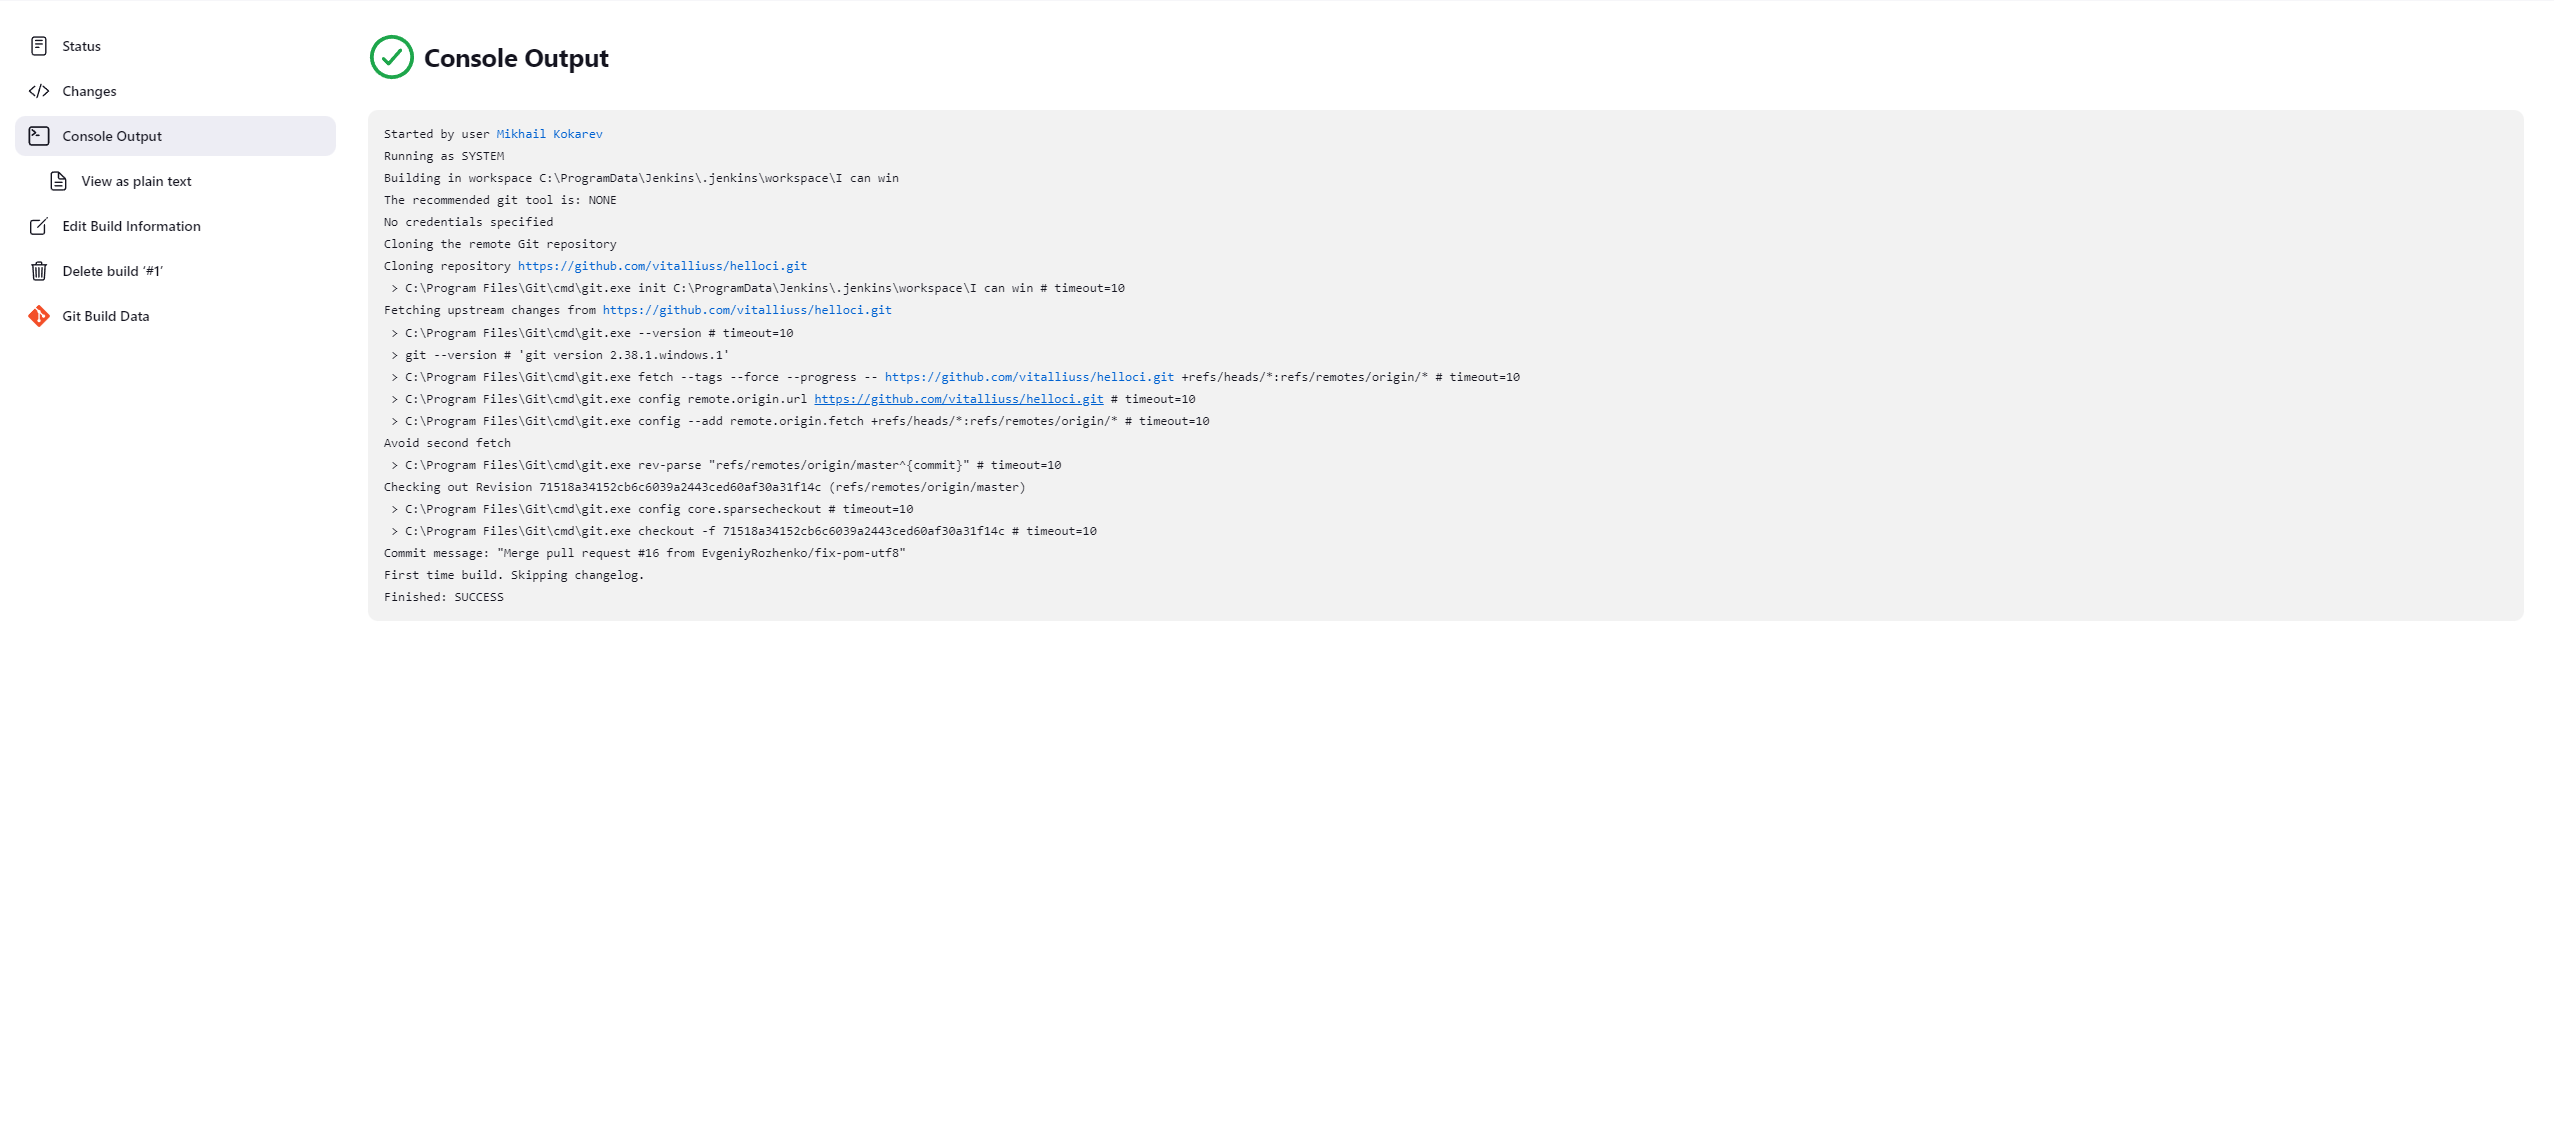 Status
Changes
Console Output
View as plain text
Edit Build Information
Delete build ‘#1’
Git Build Data
Console Output
Started by user Mikhail Kokarev
Running as SYSTEM
Building in workspace C:\ProgramData\Jenkins\.jenkins\workspace\I can win
The recommended git tool is: NONE
No credentials specified
Cloning the remote Git repository
Cloning repository https://github.com/vitalliuss/helloci.git
 > C:\Program Files\Git\cmd\git.exe init C:\ProgramData\Jenkins\.jenkins\workspace\I can win # timeout=10
Fetching upstream changes from https://github.com/vitalliuss/helloci.git
 > C:\Program Files\Git\cmd\git.exe --version # timeout=10
 > git --version # 'git version 2.38.1.windows.1'
 > C:\Program Files\Git\cmd\git.exe fetch --tags --force --progress -- https://github.com/vitalliuss/helloci.git +refs/heads/*:refs/remotes/origin/* # timeout=10
 > C:\Program Files\Git\cmd\git.exe config remote.origin.url https://github.com/vitalliuss/helloci.git # timeout=10
 > C:\Program Files\Git\cmd\git.exe config --add remote.origin.fetch +refs/heads/*:refs/remotes/origin/* # timeout=10
Avoid second fetch
 > C:\Program Files\Git\cmd\git.exe rev-parse "refs/remotes/origin/master^{commit}" # timeout=10
Checking out Revision 71518a34152cb6c6039a2443ced60af30a31f14c (refs/remotes/origin/master)
 > C:\Program Files\Git\cmd\git.exe config core.sparsecheckout # timeout=10
 > C:\Program Files\Git\cmd\git.exe checkout -f 71518a34152cb6c6039a2443ced60af30a31f14c # timeout=10
Commit message: "Merge pull request #16 from EvgeniyRozhenko/fix-pom-utf8"
First time build. Skipping changelog.
Finished: SUCCESS